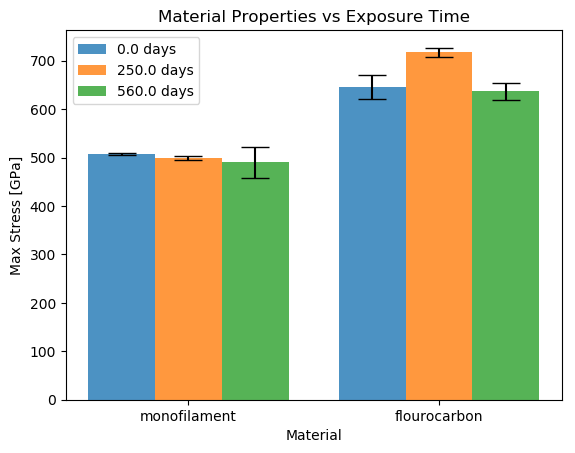 Material Properties vs Exposure Time
0.0 days
250.0 days
560.0 days
Max Stress [GPa]
700
600
500
400
300
200
100
0
monofilament
flourocarbon
Material